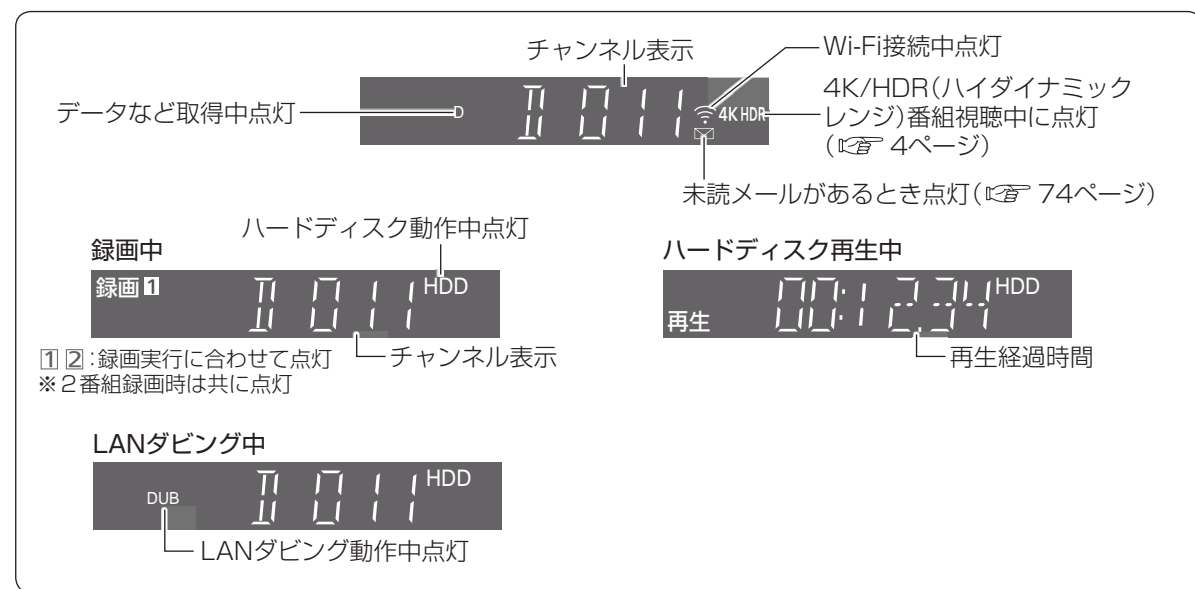 チャンネル表示
Wi-Fi接続中点灯
データなど取得中点灯
D
D 011
4K HDR
4K/HDR(ハイダイナミック
レンジ)番組視聴中に点灯
(☞ 4ページ)
未読メールがあるとき点灯(☞ 74ページ)
録画中
ハードディスク動作中点灯
録画 1
D 011
HDD
チャンネル表示
1 2:録画実行に合わせて点灯
※2番組録画時は共に点灯
ハードディスク再生中
再生
00:12.34
HDD
再生経過時間
LANダビング中
DUB
D 011
HDD
LANダビング動作中点灯